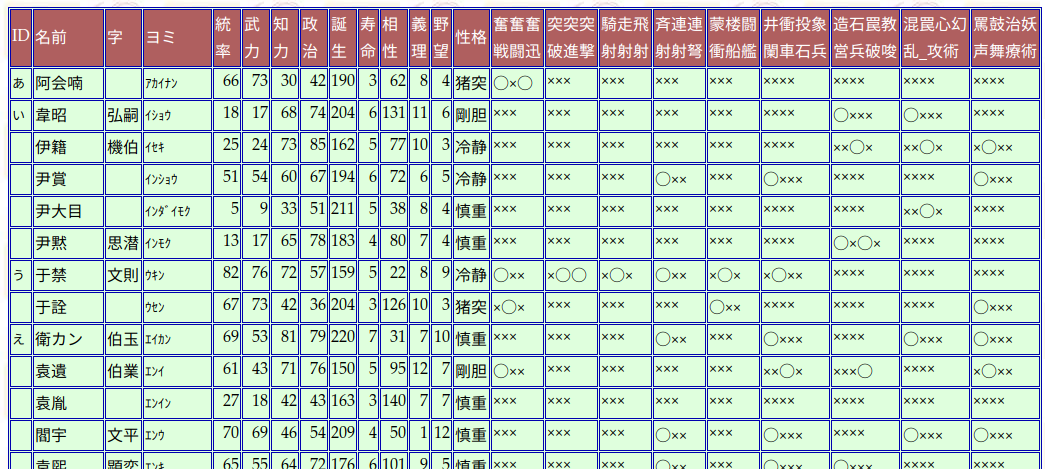 ID 名前 字 ヨミ 統率 武力 知力 政治 誕生 寿命 相性 義理 野望 性格 奮奮奮戦闘迅 突突突破進撃 騎走飛射射射 斉連連射射弩 蒙楼闘衝船艦 井衝投象闌車石兵 造石罠教営兵破唆 混罠心幻乱_攻術 罵鼓治妖声舞療術
あ 阿会喃 ｱｶｲﾅﾝ 66 73 30 42 190 3 62 8 4 猪突 〇×〇 ××× ××× ××× ××× ×××× ×××× ×××× ××××
い 韋昭 弘嗣 ｲｼｮｳ 18 17 68 74 204 6 131 11 6 剛胆 ××× ××× ××× ××× ××× ×××× 〇××× 〇××× ××××
伊籍 機伯 ｲｾｷ 25 24 73 85 162 5 77 10 3 冷静 ××× ××× ××× ××× ××× ×××× ××〇× ××〇× ×〇××
尹賞 ｲﾝｼｮｳ 51 54 60 67 194 6 72 6 5 冷静 ××× ××× ××× 〇×× ××× 〇××× ×××× ×××× 〇×××
尹大目 ｲﾝﾀﾞｲﾓｸ 5 9 33 51 211 5 38 8 4 慎重 ××× ××× ××× ××× ××× ×××× ×××× ××〇× ××××
尹黙 思潜 ｲﾝﾓｸ 13 17 65 78 183 4 80 7 4 慎重 ××× ××× ××× ××× ××× ×××× 〇×〇× ×××× ××××
う 于禁 文則 ｳｷﾝ 82 76 72 57 159 5 22 8 9 冷静 〇×× ×〇〇 ×〇× 〇×× ×〇× ×〇×× ×××× ×××× ××××
于詮 ｳｾﾝ 67 73 42 36 204 3 126 10 3 猪突 ×〇× ××× ××× ××× 〇×× ×××× ×××× ×××× 〇×××
え 衛カン 伯玉 ｴｲｶﾝ 69 53 81 79 220 7 31 7 10 慎重 ××× ××× ××× 〇×× ××× 〇××× ×××× 〇××× 〇×××
袁遺 伯業 ｴﾝｲ 61 43 71 76 150 5 95 12 7 剛胆 〇×× ××× ××× ××× ××× ××〇× ×××〇 ×××× ×〇××
袁胤 ｴﾝｲﾝ 27 18 42 43 163 3 140 7 7 慎重 ××× ××× ××× ××× ××× ×××× ×××× ×××× ××××
閻宇 文平 ｴﾝｳ 70 69 46 54 209 4 50 1 12 慎重 ××× ××× ××× 〇×× ××× 〇××× ×××× 〇××× 〇×××
袁熙 顕奕 ｴﾝｷ 65 55 64 72 176 6 101 9 5 慎重 ××× ××× ××× 〇×× ××× 〇××× 〇××× ×××× ××××